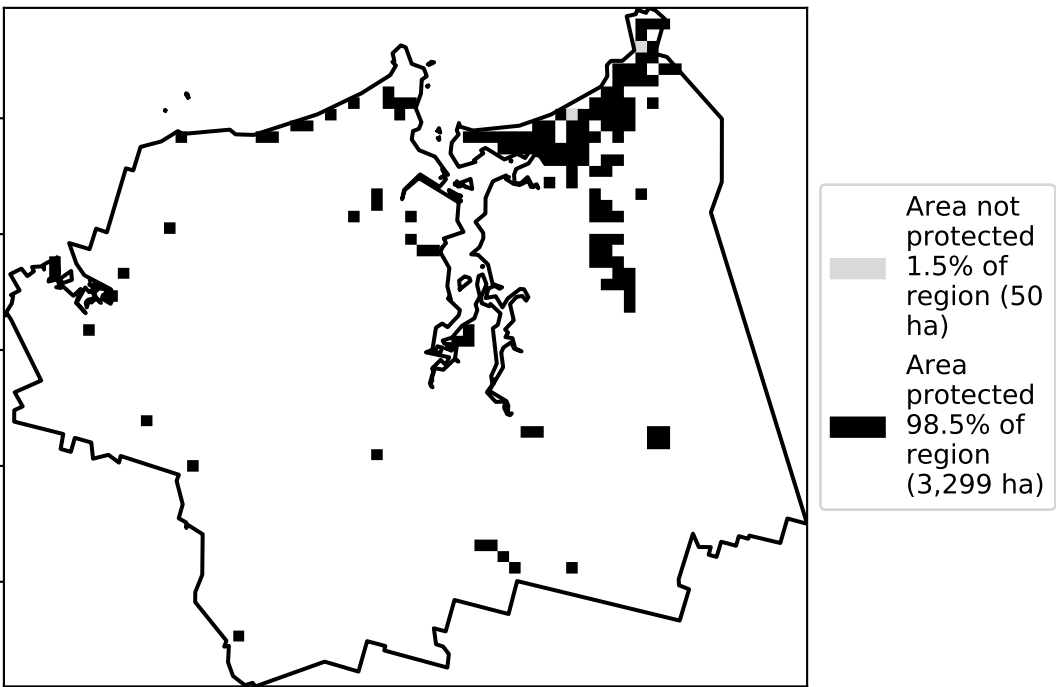 Area not
protected
1.5% of
region (50
ha)
Area
protected
98.5% of
region
(3,299 ha)